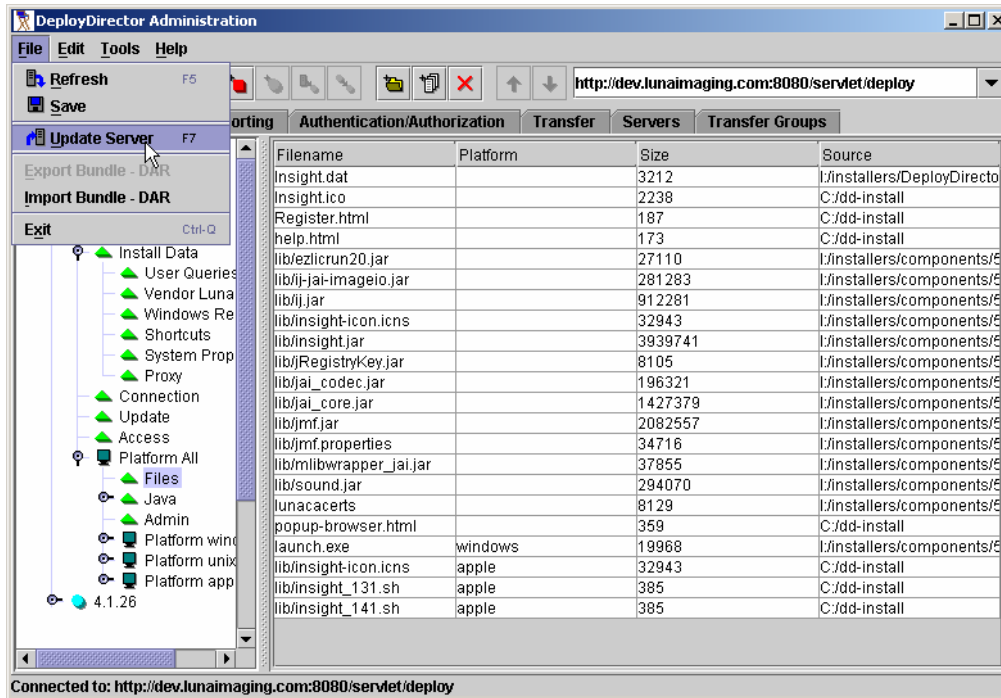 DeployDirector Administration
File Edit Tools Help
Refresh F5
Save
Update Server F7
Export Bundle - DAR
Import Bundle - DAR
Exit Ctrl-Q
http://dev.lunaimaging.com:8080/servlet/deploy
orting Authentication/Authorization Transfer Servers Transfer Groups
Install Data
User Queries
Vendor Luna
Windows Re
Shortcuts
System Prop
Proxy
Connection
Update
Access
Platform All
Files
Java
Admin
Platform wind
Platform unix
Platform app
4.1.26
Filename Platform Size Source
Insight.dat 3212 I:/installers/DeployDirecto
Insight.ico 2238 C:/dd-install
Register.html 187 C:/dd-install
help.html 173 C:/dd-install
lib/ezlicrun20.jar 27110 I:/installers/components/5
lib/ij-jai-imageio.jar 281283 I:/installers/components/5
lib/ij.jar 912281 I:/installers/components/5
lib/insight-icon.icns 32943 I:/installers/components/5
lib/insight.jar 3939741 I:/installers/components/5
lib/jRegistryKey.jar 8105 I:/installers/components/5
lib/jai_codec.jar 196321 I:/installers/components/5
lib/jai_core.jar 1427379 I:/installers/components/5
lib/jmf.jar 2082557 I:/installers/components/5
lib/jmf.properties 34716 I:/installers/components/5
lib/mlibwrapper_jai.jar 37855 I:/installers/components/5
lib/sound.jar 294070 I:/installers/components/5
lunacacerts 8129 I:/installers/components/5
popup-browser.html 359 C:/dd-install
launch.exe windows 19968 I:/installers/components/5
lib/insight-icon.icns apple 32943 C:/dd-install
lib/insight_131.sh apple 385 C:/dd-install
lib/insight_141.sh apple 385 C:/dd-install
Connected to: http://dev.lunaimaging.com:8080/servlet/deploy